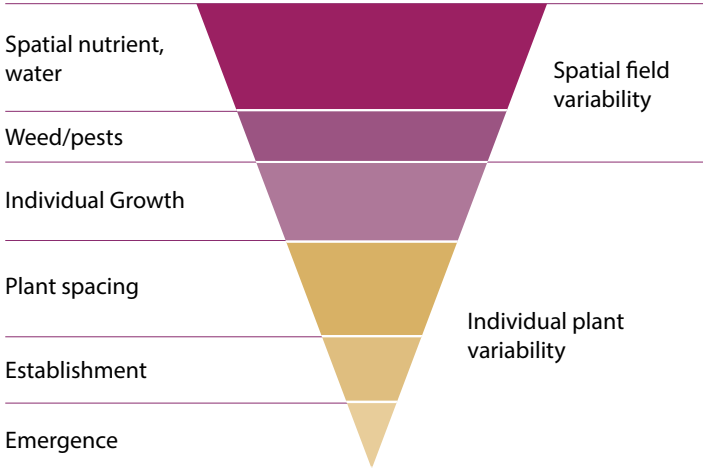 Spatial nutrient,
water
Spatial field
variability
Weed/pests
Individual Growth
Plant spacing
Individual plant
variability
Establishment
Emergence